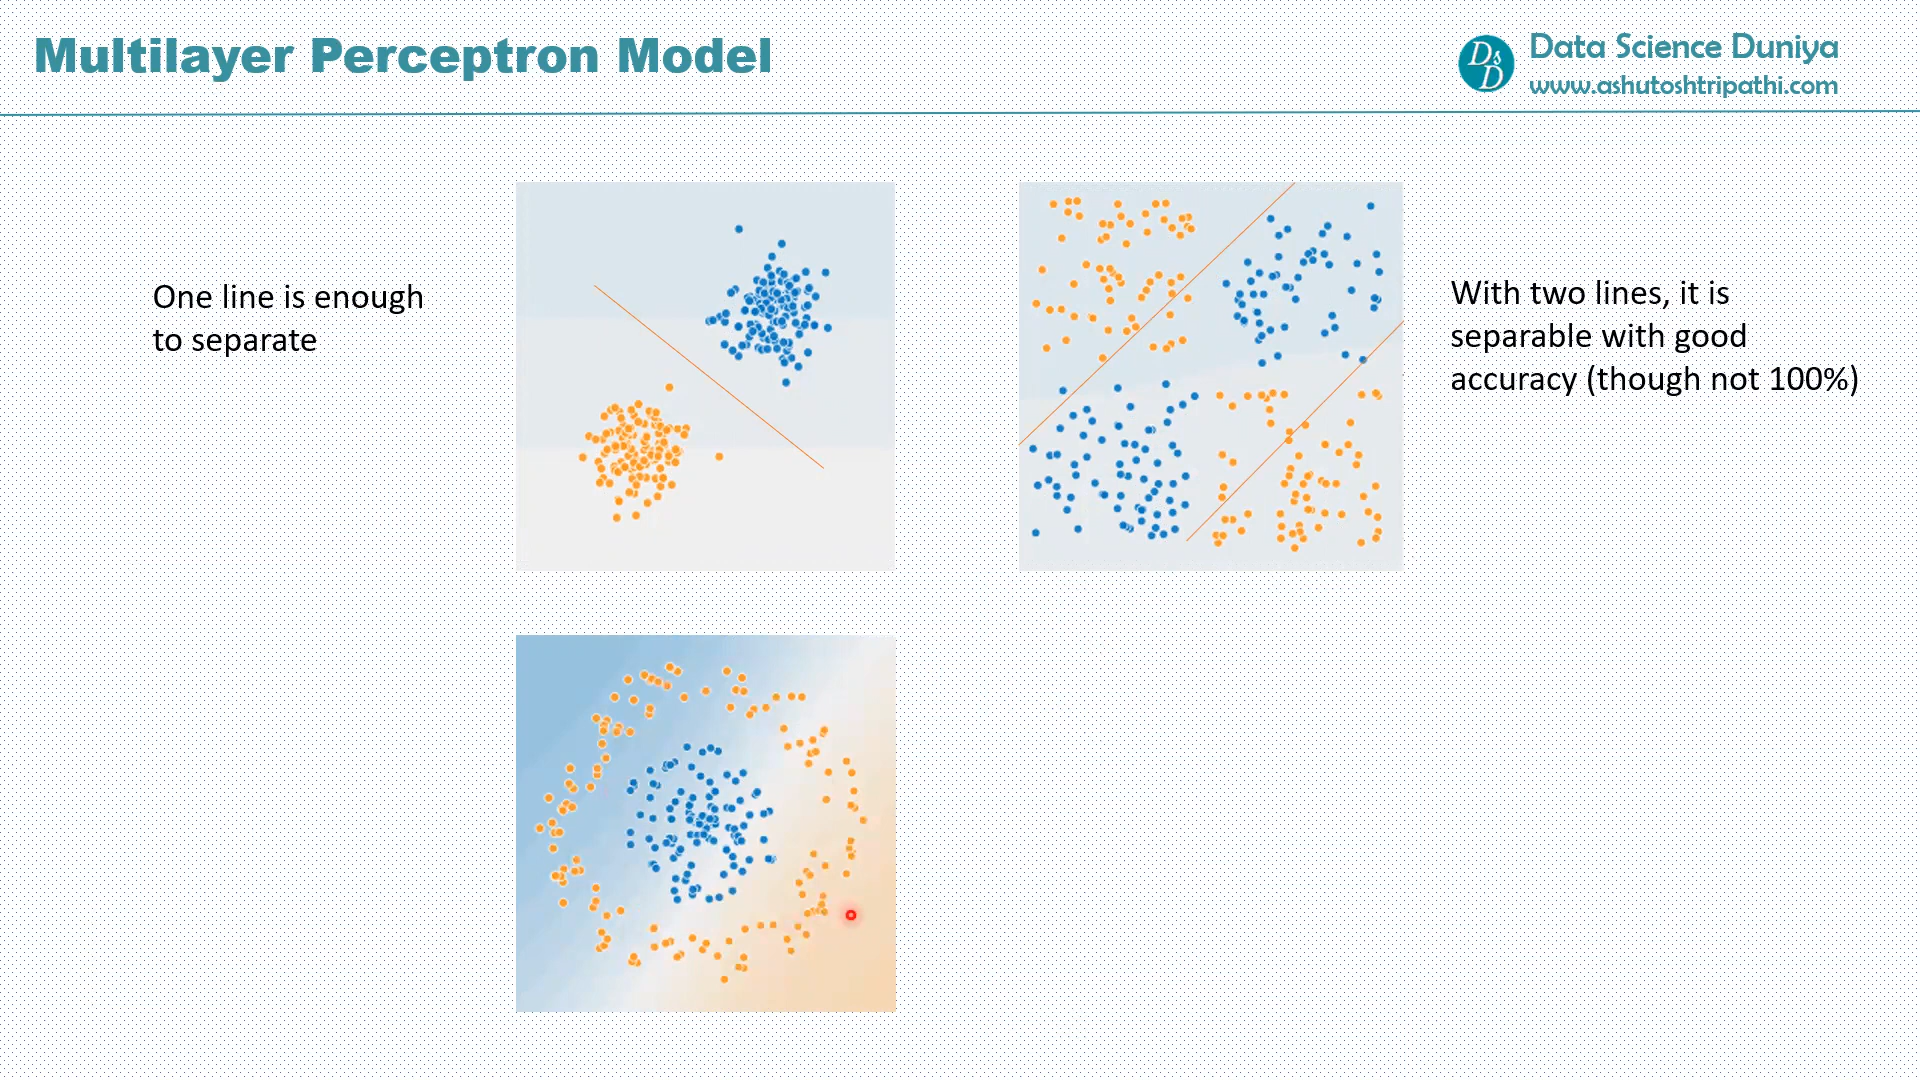 Multilayer Perceptron Model
DsD
Data Science Duniya
www.ashutoshtripathi.com
One line is enough
to separate
With two lines, it is
separable with good
accuracy (though not 100%)